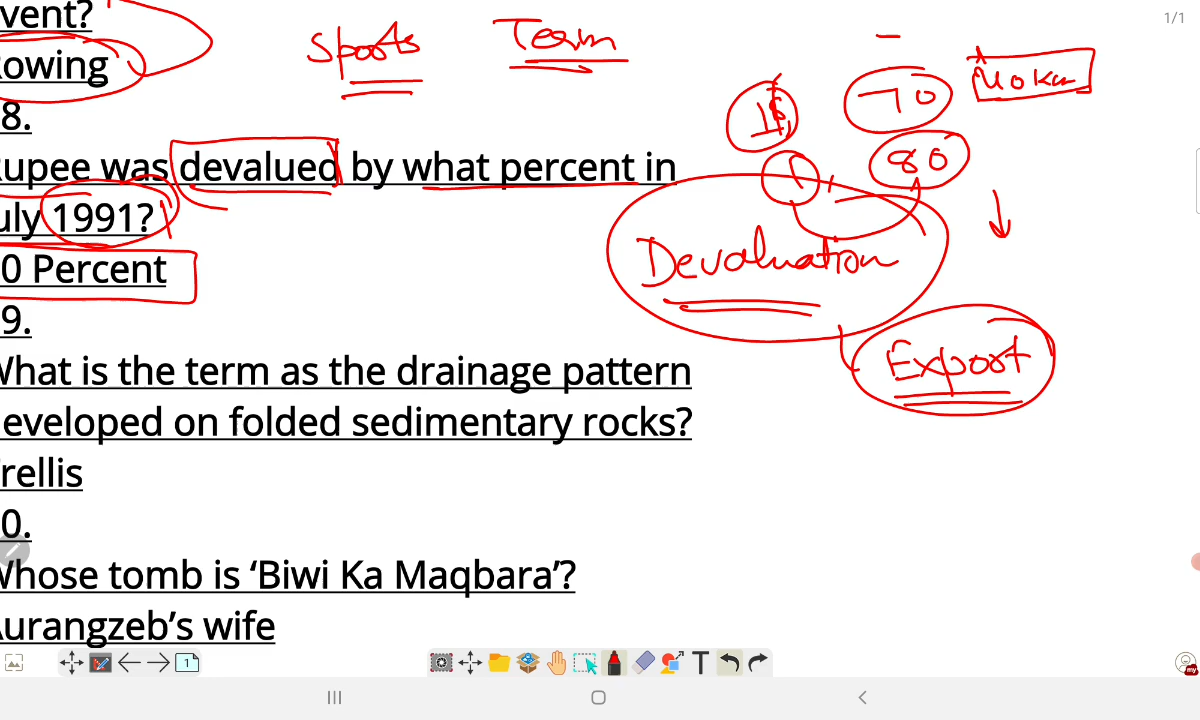 vent?
owing
8.
upee was devalued by what percent in
uly 1991?
0 Percent
9.
What is the term as the drainage pattern
eveloped on folded sedimentary rocks?
rellis
0.
Whose tomb is ‘Biwi Ka Maqbara’?
Aurangzeb’s wife
Sports Term
70
80
Devaluation
Export
1/1
1
T